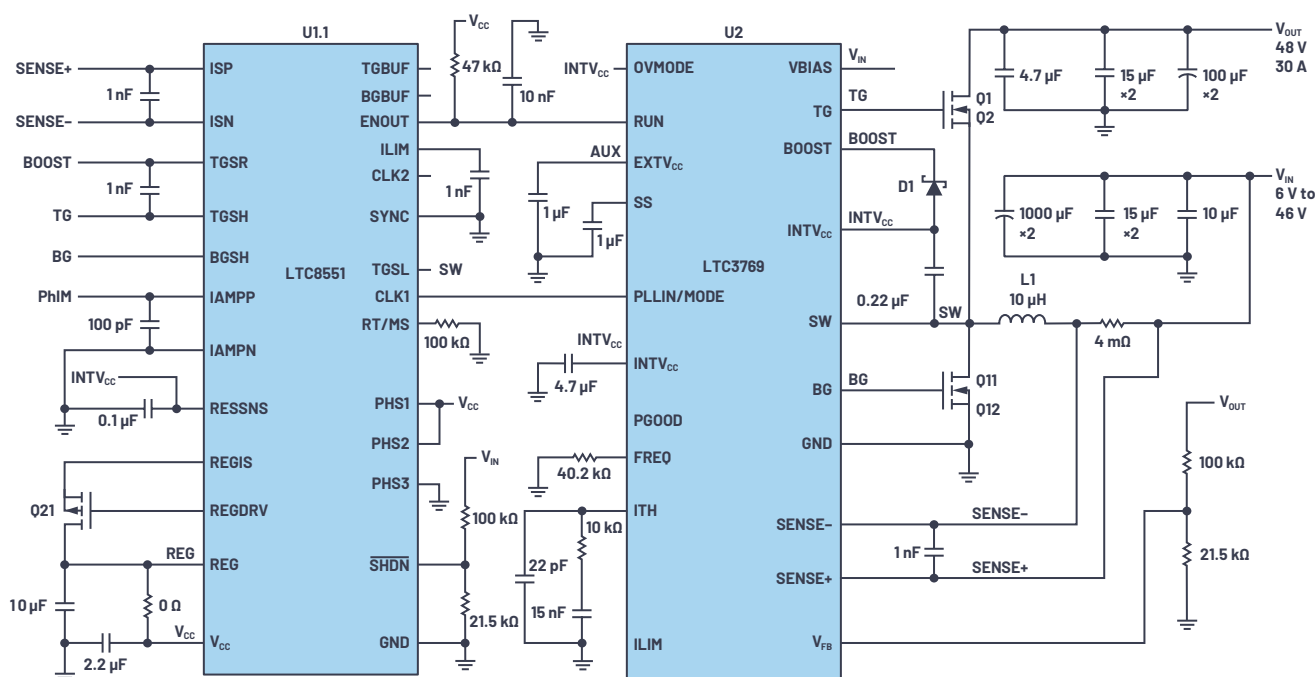 U1.1
SENSE+
ISP
1 nF
SENSE−
ISN
BOOST
TGSR
1 nF
TG
TGSH
BG
BGSH
PhIM
IAMPP
100 pF
IAMPN
INTVCC
RESSNS
0.1 µF
REGIS
Q21
REGDRV
REG
REG
10 µF
0 Ω
VCC
VCC
2.2 µF
LTC8551
TGBUF
BGBUF
ENOUT
ILIM
CLK2
SYNC
TGSL
SW
CLK1
RT/MS
100 kΩ
PHS1
VCC
PHS2
PHS3
SHDN
GND
VCC
47 kΩ
10 nF
1 nF
VIN
100 kΩ
21.5 kΩ
U2
INTVCC
OVMODE
RUN
AUX
EXTVCC
1 µF
SS
1 µF
LTC3769
PLLIN/MODE
INTVCC
INTVCC
4.7 µF
PGOOD
FREQ
40.2 kΩ
ITH
10 kΩ
22 pF
15 nF
ILIM
VBIAS
VIN
TG
TG
BOOST
BOOST
D1
INTVCC
INTVCC
0.22 µF
SW
SW
BG
BG
GND
SENSE−
SENSE−
1 nF
SENSE+
SENSE+
VFB
Q1
Q2
4.7 µF
15 µF
×2
100 µF
×2
VOUT
48 V
30 A
1000 µF
×2
15 µF
×2
10 µF
VIN
6 V to
46 V
L1
10 µH
4 mΩ
Q11
Q12
VOUT
100 kΩ
21.5 kΩ